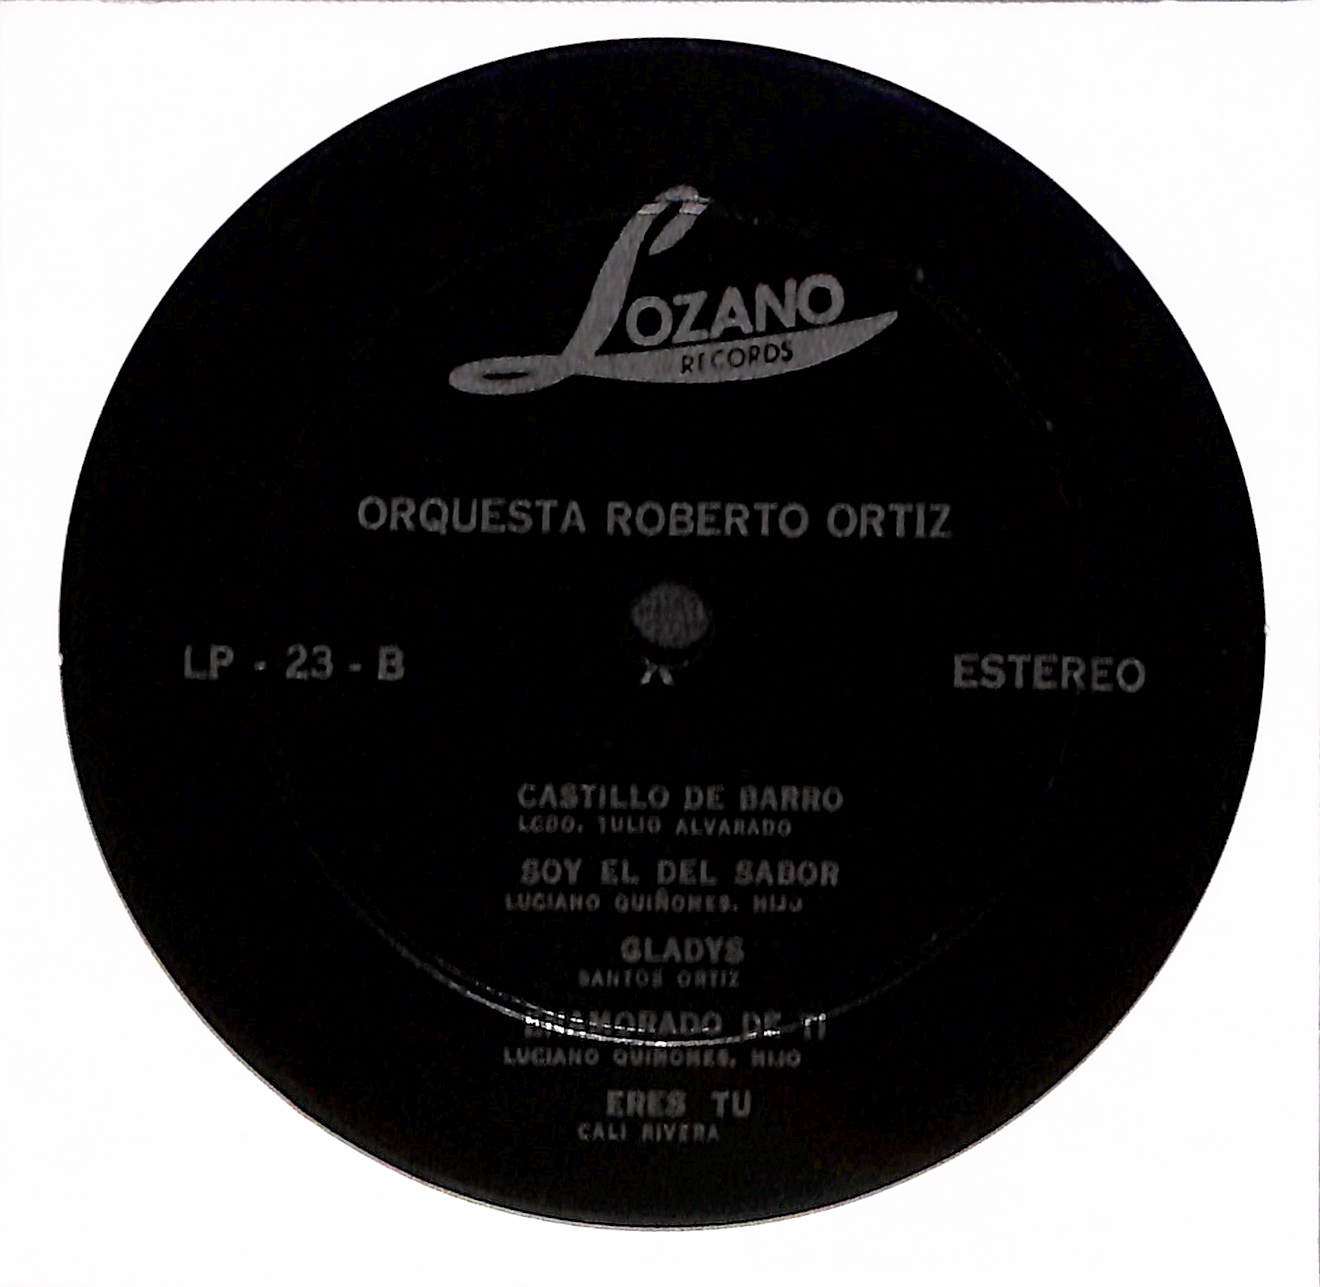 LOZANO
RECORDS
ORQUESTA ROBERTO ORTIZ
LP - 23 - B
ESTEREO
CASTILLO DE BARRO
LCDO. TULIO ALVARADO
SOY EL DEL SABOR
LUCIANO QUIÑONES, HIJO
GLADYS
SANTOS ORTIZ
ENAMORADO DE TI
LUCIANO QUIÑONES, HIJO
ERES TU
CALI RIVERA